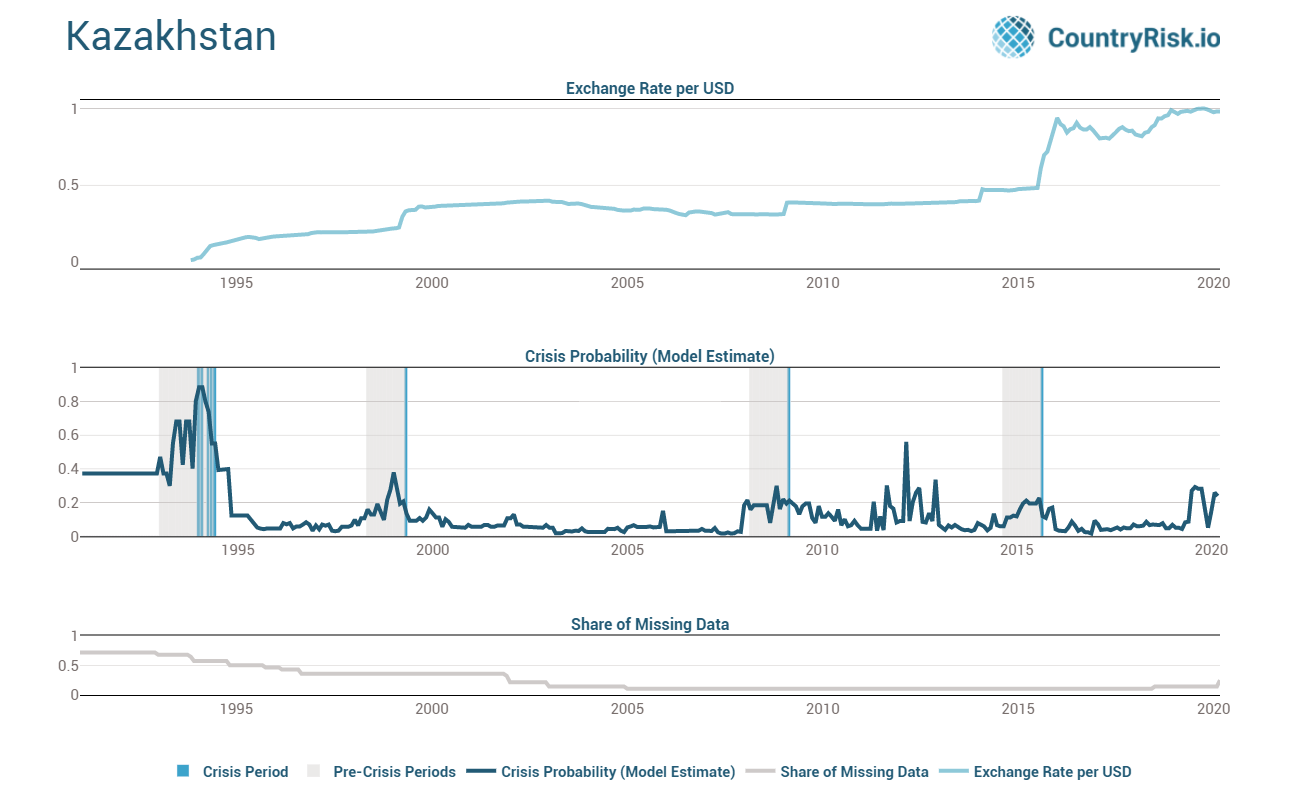 Kazakhstan
CountryRisk.io
Exchange Rate per USD
1
0.5
0
1995 2000 2005 2010 2015 2020
Crisis Probability (Model Estimate)
1
0.8
0.6
0.4
0.2
0
1995 2000 2005 2010 2015 2020
Share of Missing Data
1
0.5
0
1995 2000 2005 2010 2015 2020
Crisis Period Pre-Crisis Periods Crisis Probability (Model Estimate) Share of Missing Data Exchange Rate per USD